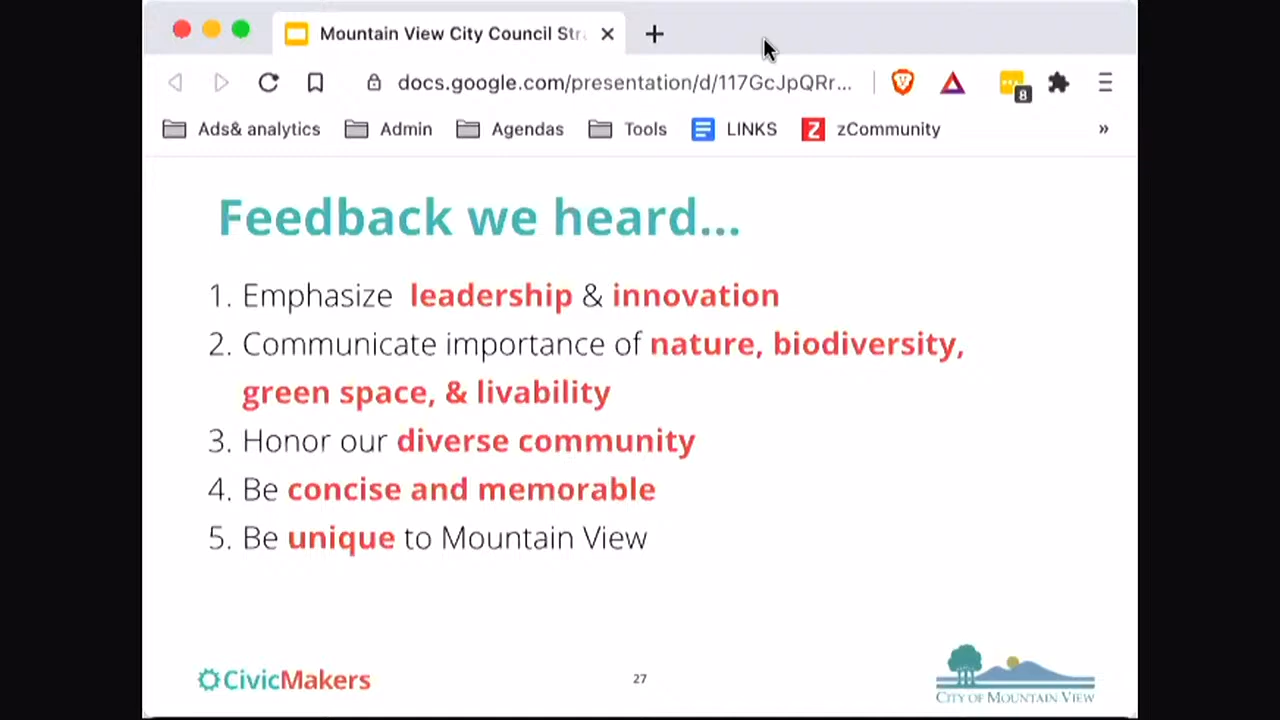 Mountain View City Council Str
docs.google.com/presentation/d/117GcJpQRr...
8
Ads& analytics Admin Agendas Tools LINKS zCommunity »
Feedback we heard...
1. Emphasize leadership & innovation
2. Communicate importance of nature, biodiversity,
green space, & livability
3. Honor our diverse community
4. Be concise and memorable
5. Be unique to Mountain View
CivicMakers
27
CITY OF MOUNTAIN VIEW